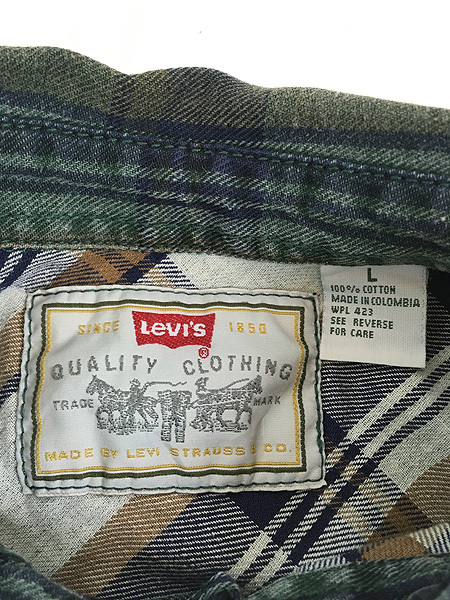 SINCE LEVI'S ® 1850
QUALITY CLOTHING
TRADE MARK
MADE BY LEVI STRAUSS & CO.
L
100% COTTON
MADE IN COLOMBIA
WPL 423
SEE REVERSE
FOR CARE